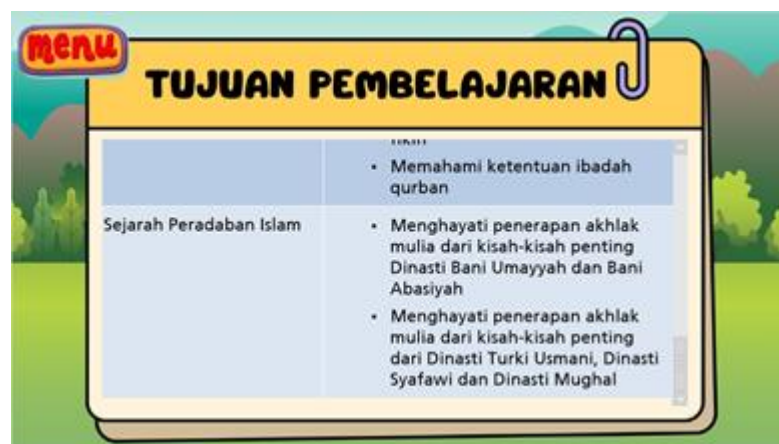 menu
TUJUAN PEMBELAJARAN
• Memahami ketentuan ibadah
qurban
Sejarah Peradaban Islam
• Menghayati penerapan akhlak
mulia dari kisah-kisah penting
Dinasti Bani Umayyah dan Bani
Abasiyah
• Menghayati penerapan akhlak
mulia dari kisah-kisah penting
dari Dinasti Turki Usmani, Dinasti
Syafawi dan Dinasti Mughal